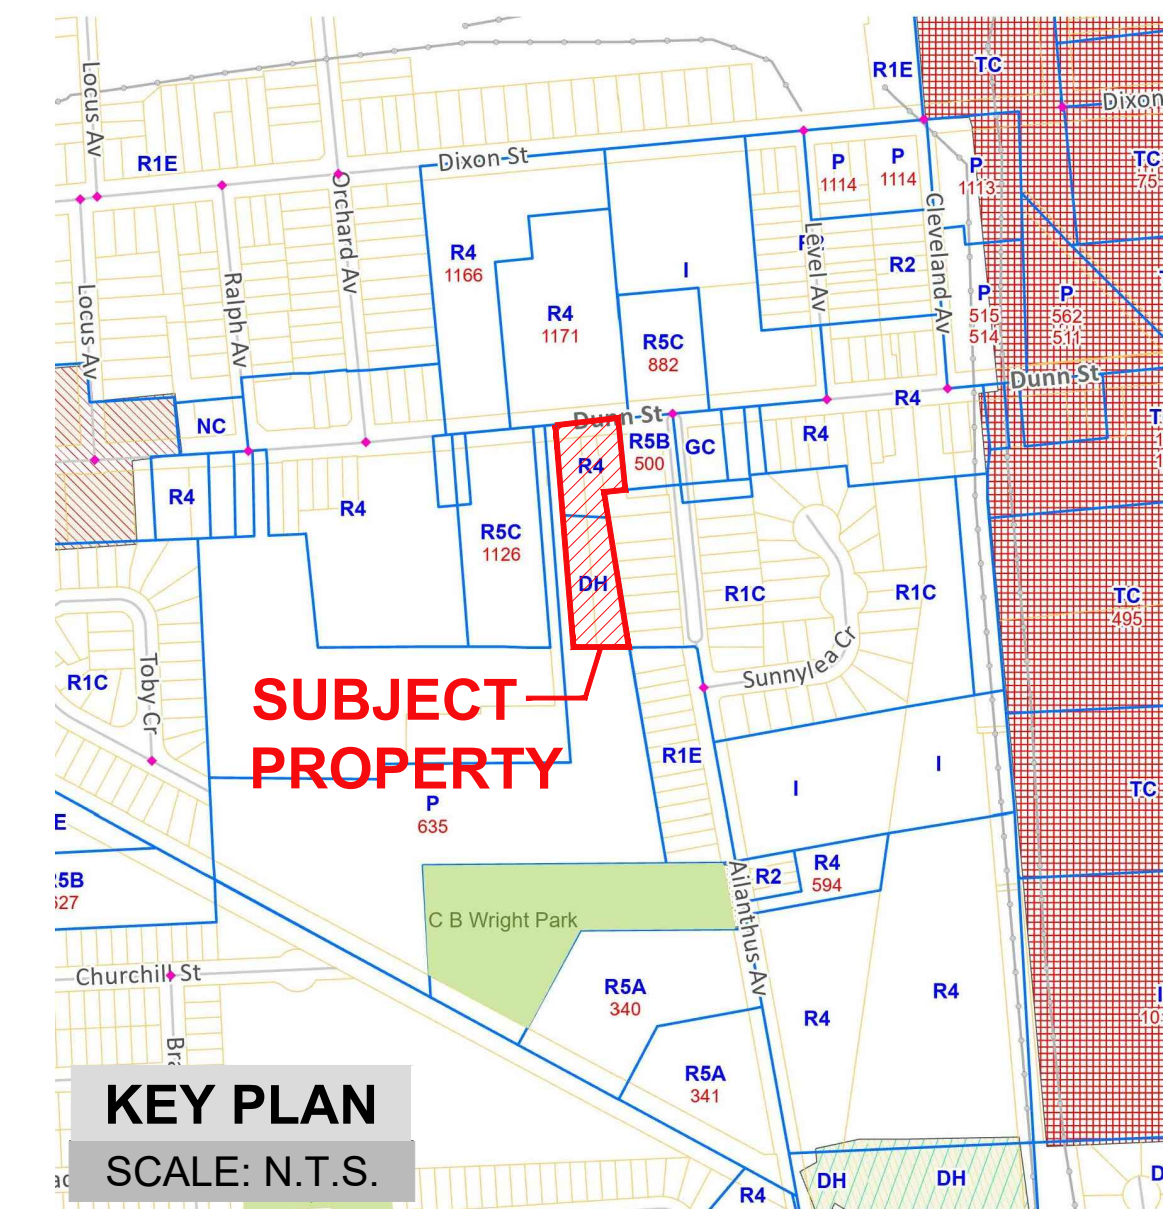 R1E
TC
Dixon
Locus Av
R1E
Dixon St
P
1114
P
1114
P
1113
TC
Orchard Av
Cleveland Av
Level Av
R4
1166
I
R2
Ralph Av
Locus Av
R4
1171
R5C
882
P
515
514
P
562
511
Dunn St
R4
Dunn St
NC
R4
R5B
500
GC
R4
R4
R4
R5C
1126
DH
R1C
R1C
TC
495
Sunnylea Cr
Toby Cr
R1C
SUBJECT
PROPERTY
R1E
I
I
TC
P
635
E
R4
594
R2
Ailanthus Av
C B Wright Park
Churchill St
R5A
340
R4
R4
R5A
341
KEY PLAN
SCALE: N.T.S.
DH
DH
R4